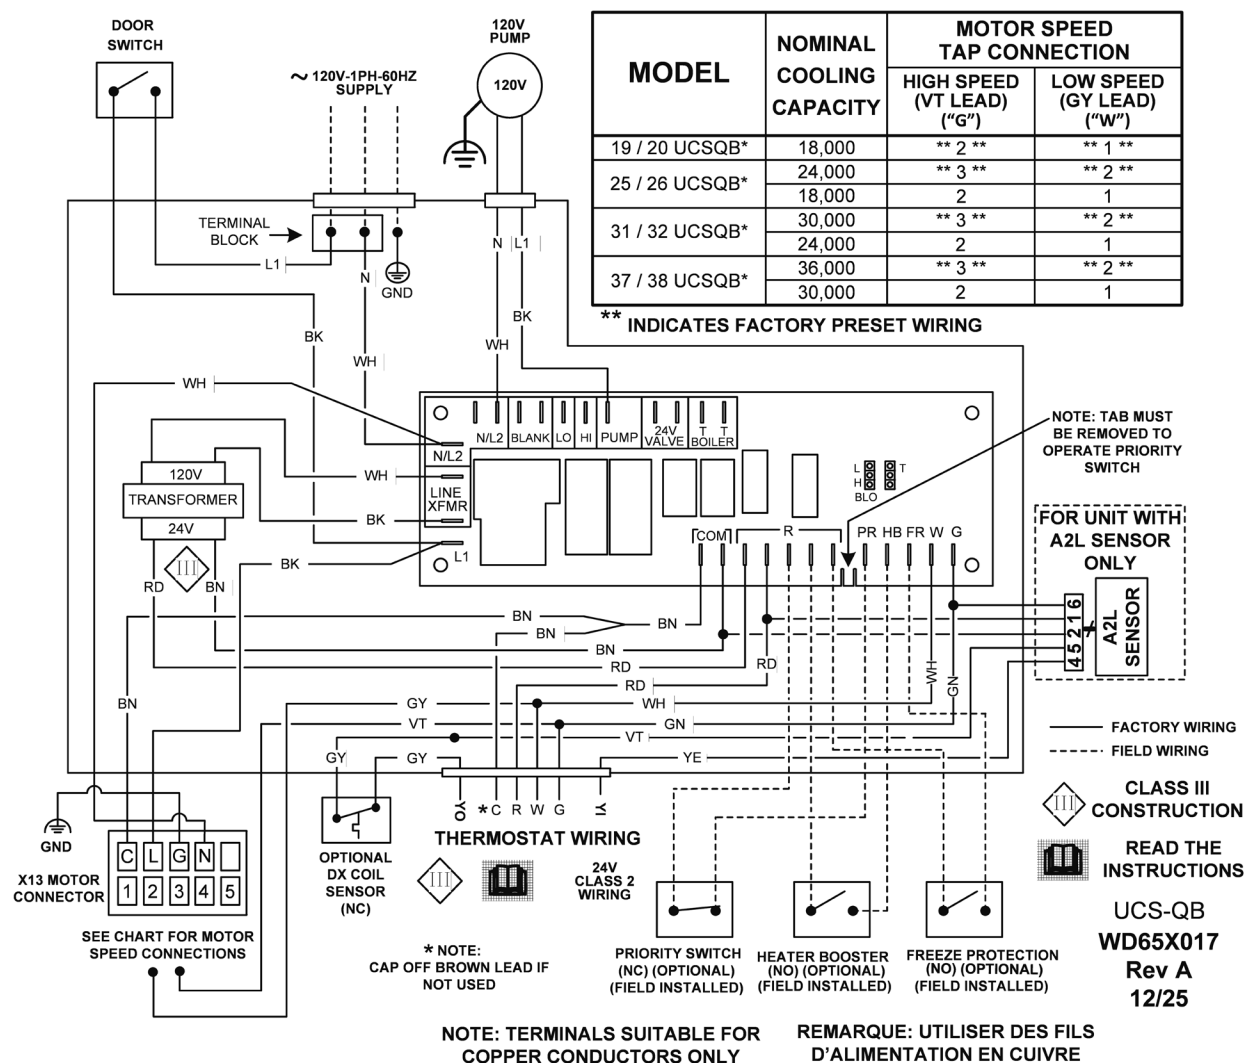 DOOR
SWITCH
120V
PUMP
120V
~ 120V-1PH-60HZ
SUPPLY
MODEL
NOMINAL
COOLING
CAPACITY
MOTOR SPEED
TAP CONNECTION
HIGH SPEED
(VT LEAD)
("G")
LOW SPEED
(GY LEAD)
("W")
19 / 20 UCSQB* 18,000 ** 2 ** ** 1 **
25 / 26 UCSQB* 24,000 ** 3 ** ** 2 **
18,000 2 1
31 / 32 UCSQB* 30,000 ** 3 ** ** 2 **
24,000 2 1
37 / 38 UCSQB* 36,000 ** 3 ** ** 2 **
30,000 2 1
** INDICATES FACTORY PRESET WIRING
TERMINAL
BLOCK
L1
N
GND
N L1
BK
BK
WH
WH
WH
N/L2 BLANK LO HI PUMP 24V
VALVE T T
BOILER
N/L2
LINE
XFMR
L1
L
H
BLO
T
NOTE: TAB MUST
BE REMOVED TO
OPERATE PRIORITY
SWITCH
120V
TRANSFORMER
24V
III
WH
BK
BK
RD
BN
COM R PR HB FR W G
FOR UNIT WITH
A2L SENSOR
ONLY
6
1
2
5
4
A2L
SENSOR
BN
BN
BN
BN
RD
RD
RD
WH
GN
BN
GY
WH
VT
GN
VT
GY
GY
YE
FACTORY WIRING
FIELD WIRING
YO
* C R W G
YI
THERMOSTAT WIRING
III
24V
CLASS 2
WIRING
III
CLASS III
CONSTRUCTION
READ THE
INSTRUCTIONS
GND
C L G N
1 2 3 4 5
X13 MOTOR
CONNECTOR
SEE CHART FOR MOTOR
SPEED CONNECTIONS
OPTIONAL
DX COIL
SENSOR
(NC)
* NOTE:
CAP OFF BROWN LEAD IF
NOT USED
PRIORITY SWITCH
(NC) (OPTIONAL)
(FIELD INSTALLED)
HEATER BOOSTER
(NO) (OPTIONAL)
(FIELD INSTALLED)
FREEZE PROTECTION
(NO) (OPTIONAL)
(FIELD INSTALLED)
UCS-QB
WD65X017
Rev A
12/25
NOTE: TERMINALS SUITABLE FOR
COPPER CONDUCTORS ONLY
REMARQUE: UTILISER DES FILS
D'ALIMENTATION EN CUIVRE